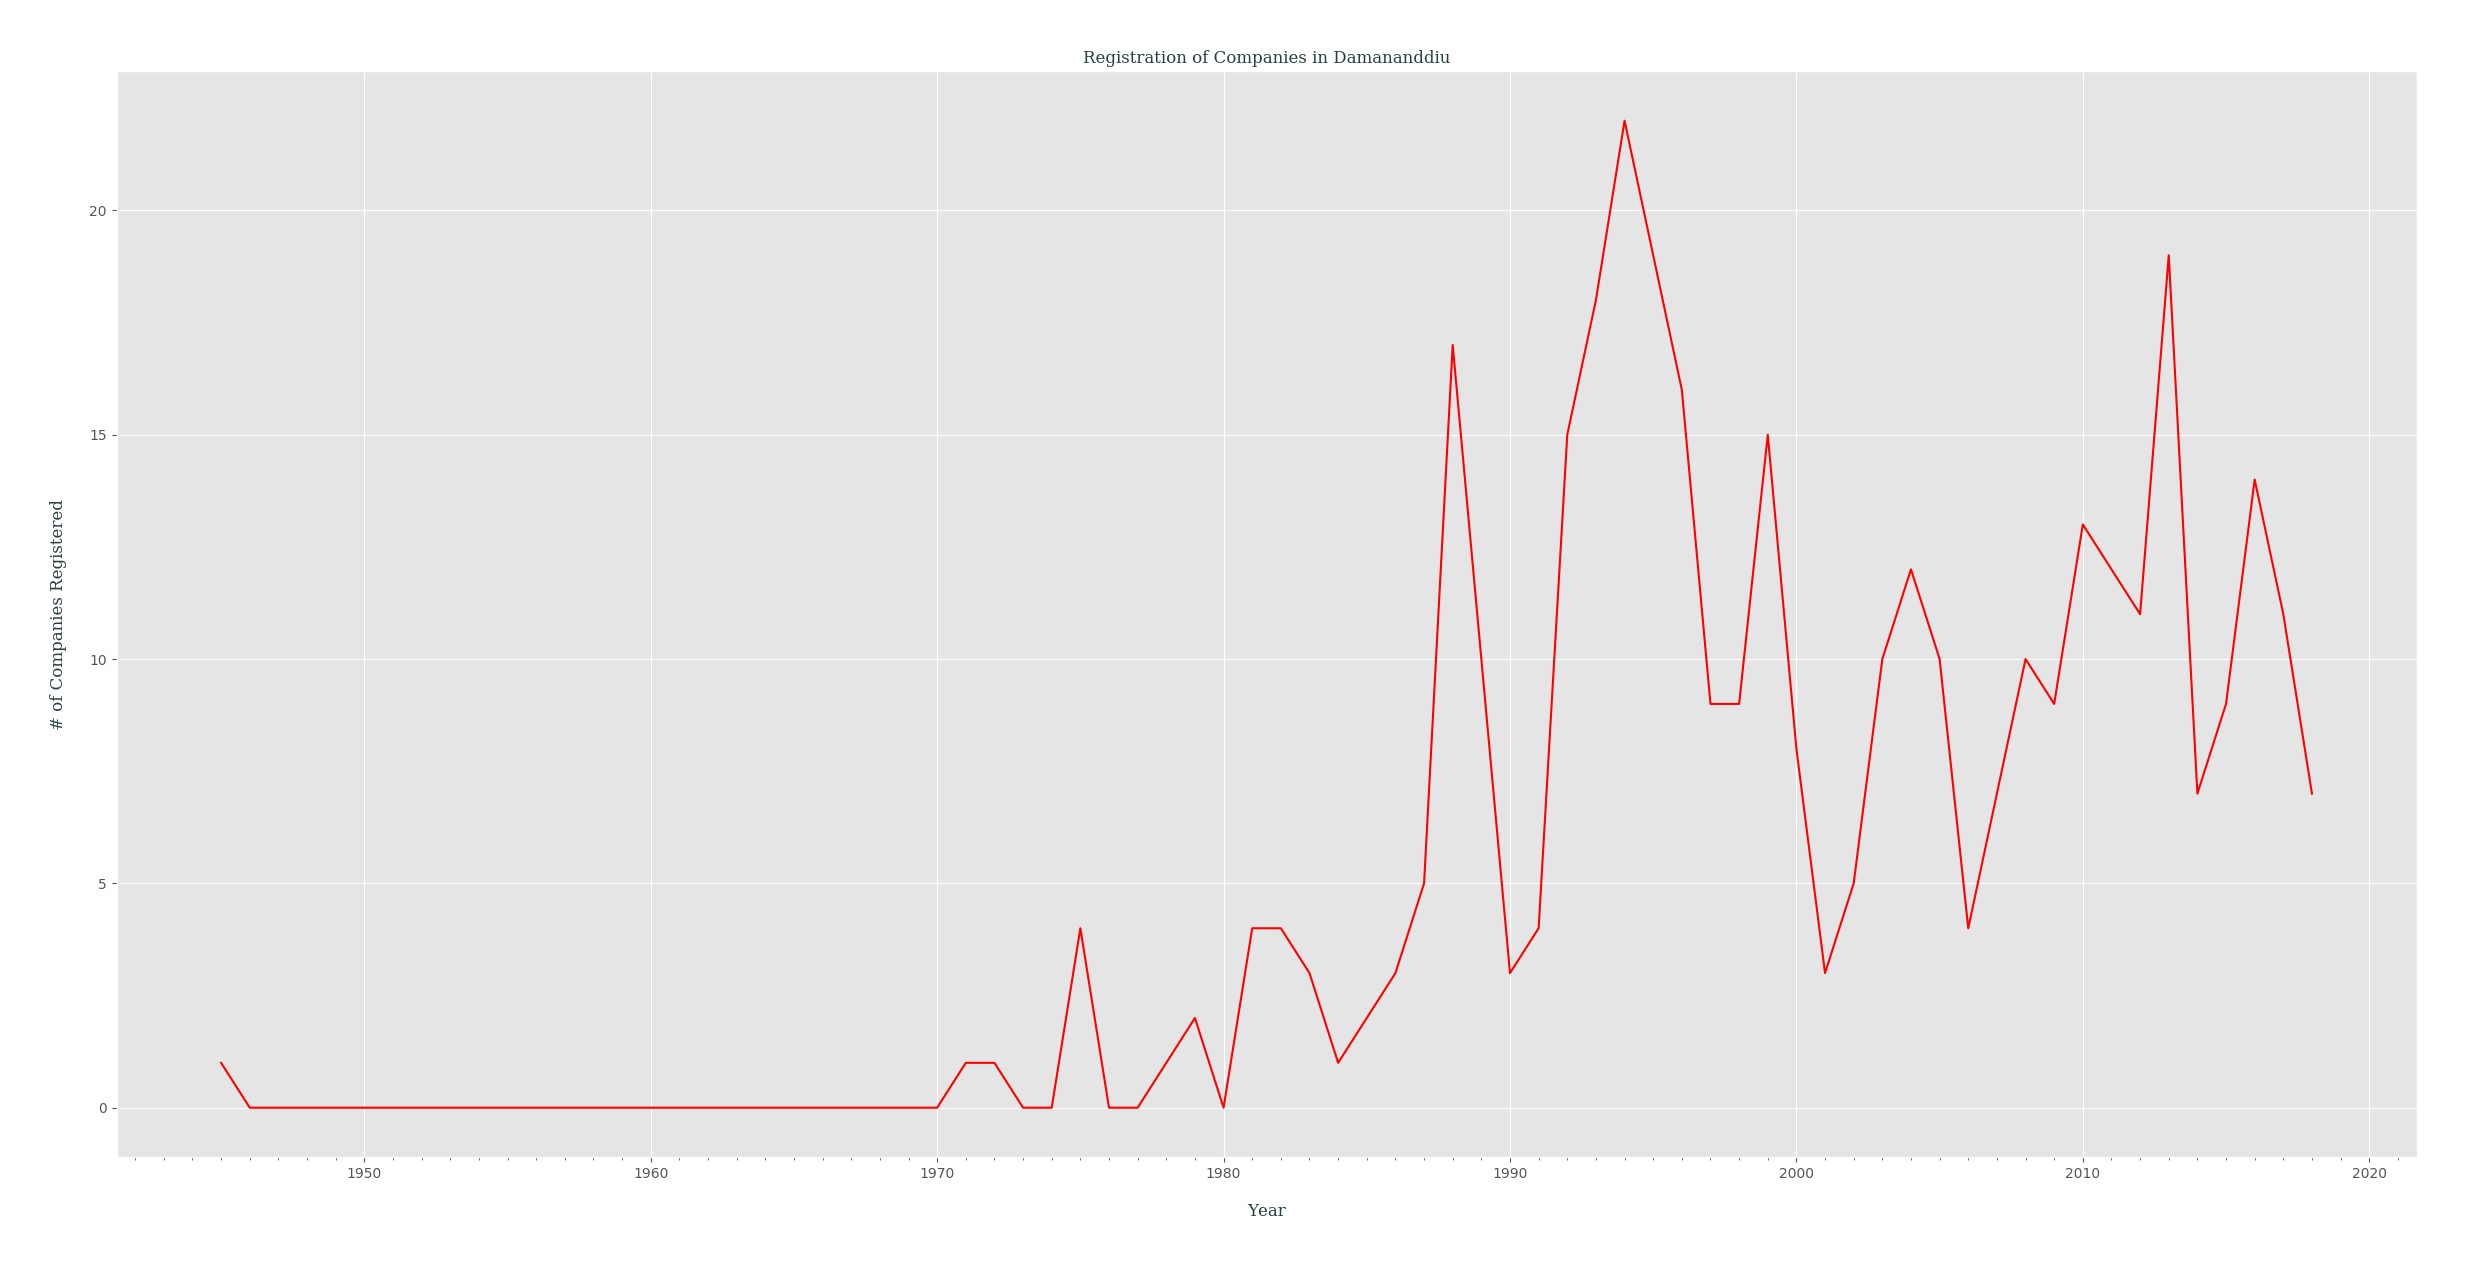 Registration of Companies in Damananddiu
20
15
10
5
0
# of Companies Registered
1950 1960 1970 1980 1990 2000 2010 2020
Year